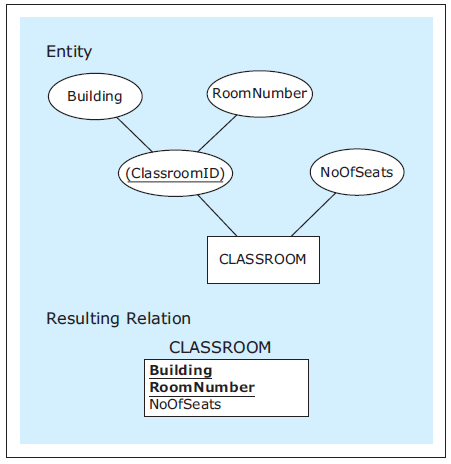 Entity
Building
RoomNumber
(ClassroomID)
NoOfSeats
CLASSROOM
Resulting Relation
CLASSROOM
Building
RoomNumber
NoOfSeats